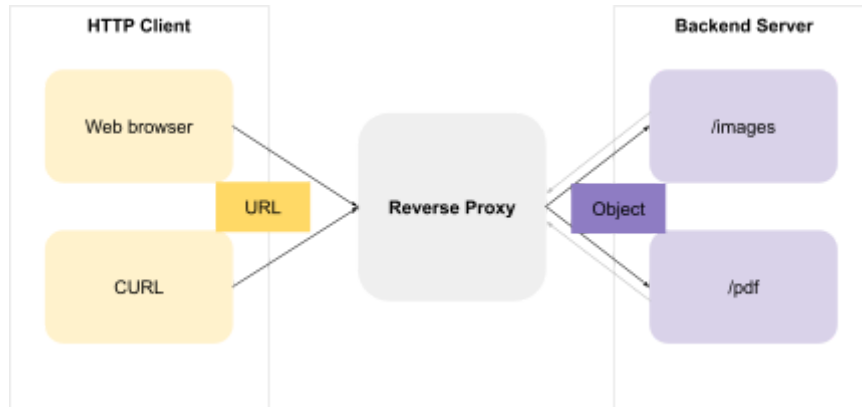 HTTP Client
Backend Server
Web browser
/images
URL
Reverse Proxy
Object
CURL
/pdf